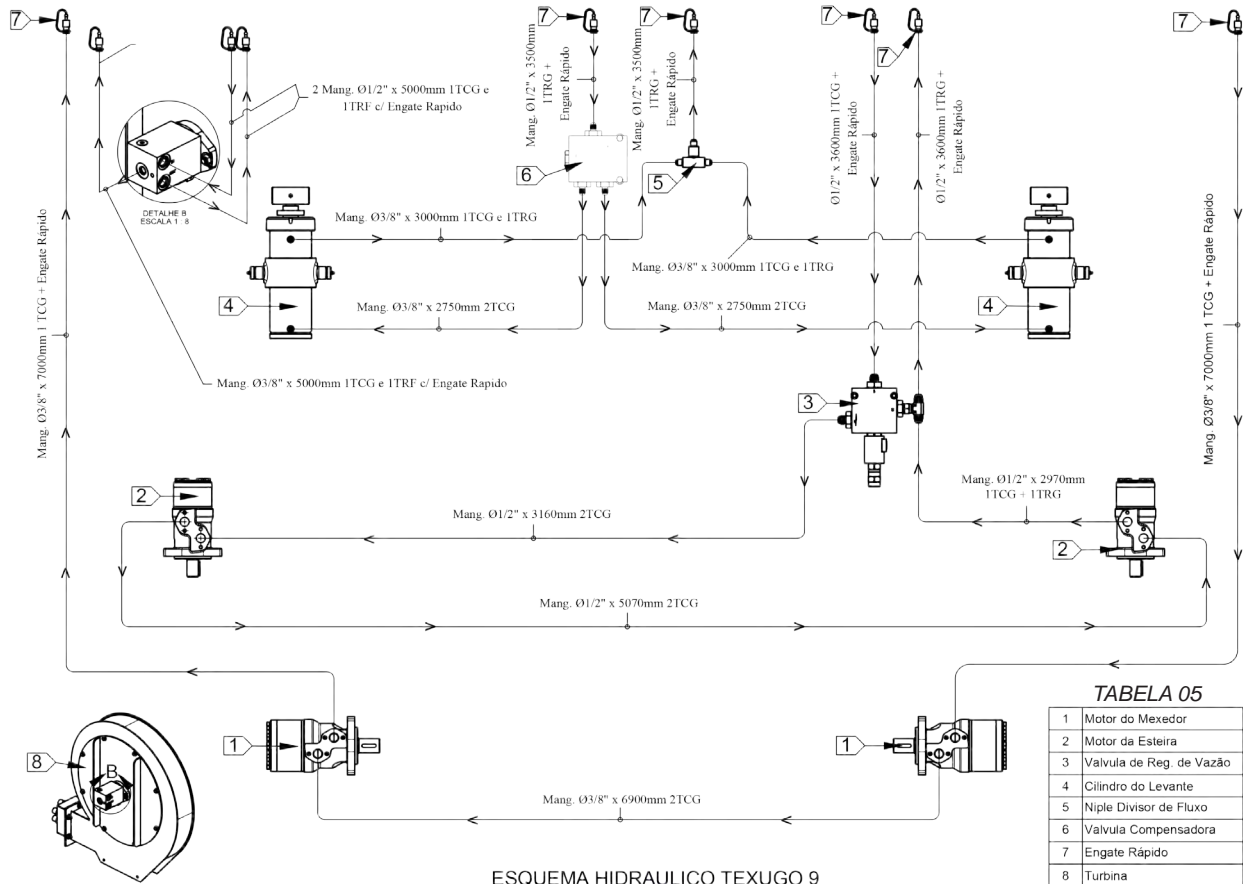 7
7
7
7
7
7
2 Mang. Ø1/2" x 5000mm 1TCG e
1TRF c/ Engate Rapido
Mang. Ø1/2" x 3500mm
1TRG +
Engate Rápido
Mang. Ø1/2" x 3500mm
1TRG +
Engate Rápido
Ø1/2" x 3600mm 1TCG +
Engate Rápido
Ø1/2" x 3600mm 1TRG +
Engate Rápido
6
5
DETALHE B
ESCALA 1 : 8
Mang. Ø3/8" x 3000mm 1TCG e 1TRG
Mang. Ø3/8" x 3000mm 1TCG e 1TRG
4
4
Mang. Ø3/8" x 2750mm 2TCG
Mang. Ø3/8" x 2750mm 2TCG
Mang. Ø3/8" x 7000mm 1 TCG + Engate Rápido
Mang. Ø3/8" x 7000mm 1 TCG + Engate Rápido
Mang. Ø3/8" x 5000mm 1TCG e 1TRF c/ Engate Rapido
3
2
Mang. Ø1/2" x 2970mm
1TCG + 1TRG
Mang. Ø1/2" x 3160mm 2TCG
2
Mang. Ø1/2" x 5070mm 2TCG
1
1
8
B
Mang. Ø3/8" x 6900mm 2TCG
ESQUEMA HIDRAULICO TEXUGO 9
TABELA 05
1 Motor do Mexedor
2 Motor da Esteira
3 Valvula de Reg. de Vazão
4 Cilindro do Levante
5 Niple Divisor de Fluxo
6 Valvula Compensadora
7 Engate Rápido
8 Turbina